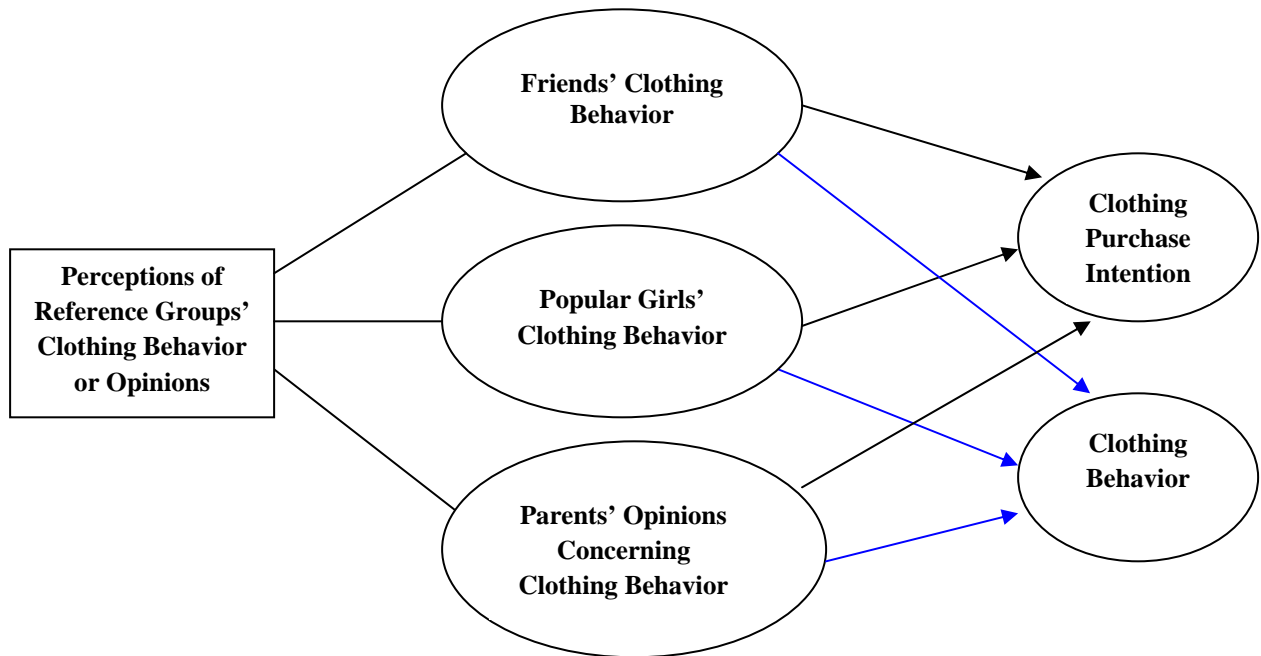 Friends’ Clothing
Behavior
Clothing
Purchase
Intention
Perceptions of
Reference Groups’
Clothing Behavior
or Opinions
Popular Girls’
Clothing Behavior
Clothing
Behavior
Parents’ Opinions
Concerning
Clothing Behavior